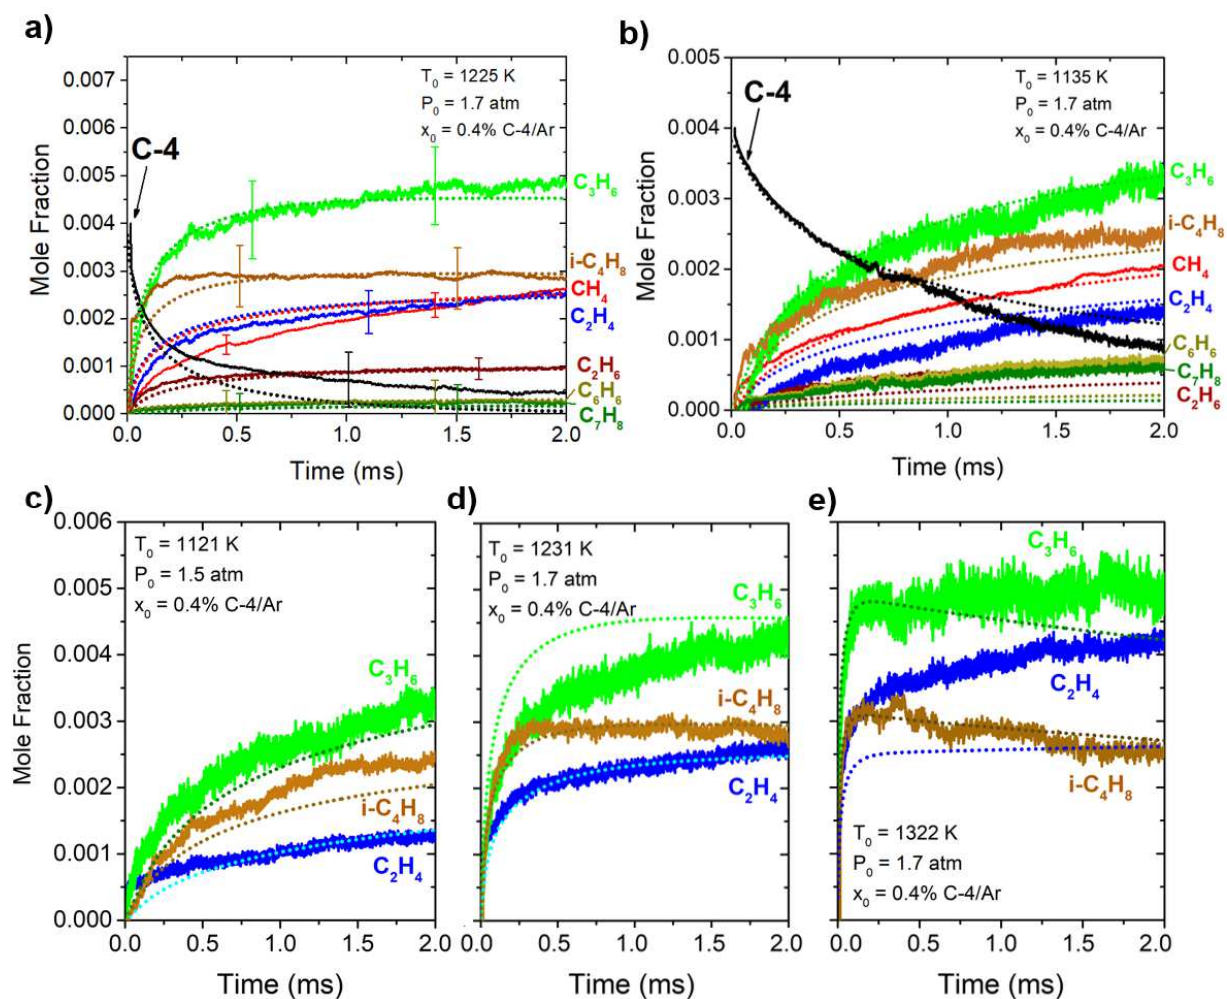 a)
0.007
0.006
0.005
0.004
0.003
0.002
0.001
0.000
Mole Fraction
T₀ = 1225 K
P₀ = 1.7 atm
x₀ = 0.4% C-4/Ar
C-4
C₃H₆
i-C₄H₈
CH₄
C₂H₄
C₂H₆
C₆H₆
C₇H₈
0.0 0.5 1.0 1.5 2.0
Time (ms)
b)
0.005
0.004
0.003
0.002
0.001
0.000
Mole Fraction
T₀ = 1135 K
P₀ = 1.7 atm
x₀ = 0.4% C-4/Ar
C-4
C₃H₆
i-C₄H₈
CH₄
C₂H₄
C₆H₆
C₇H₈
C₂H₆
0.0 0.5 1.0 1.5 2.0
Time (ms)
c)
0.006
0.005
0.004
0.003
0.002
0.001
0.000
Mole Fraction
T₀ = 1121 K
P₀ = 1.5 atm
x₀ = 0.4% C-4/Ar
C₃H₆
i-C₄H₈
C₂H₄
0.0 0.5 1.0 1.5 2.0
Time (ms)
d)
T₀ = 1231 K
P₀ = 1.7 atm
x₀ = 0.4% C-4/Ar
C₃H₆
i-C₄H₈
C₂H₄
0.0 0.5 1.0 1.5 2.0
Time (ms)
e)
C₃H₆
C₂H₄
i-C₄H₈
T₀ = 1322 K
P₀ = 1.7 atm
x₀ = 0.4% C-4/Ar
0.0 0.5 1.0 1.5 2.0
Time (ms)